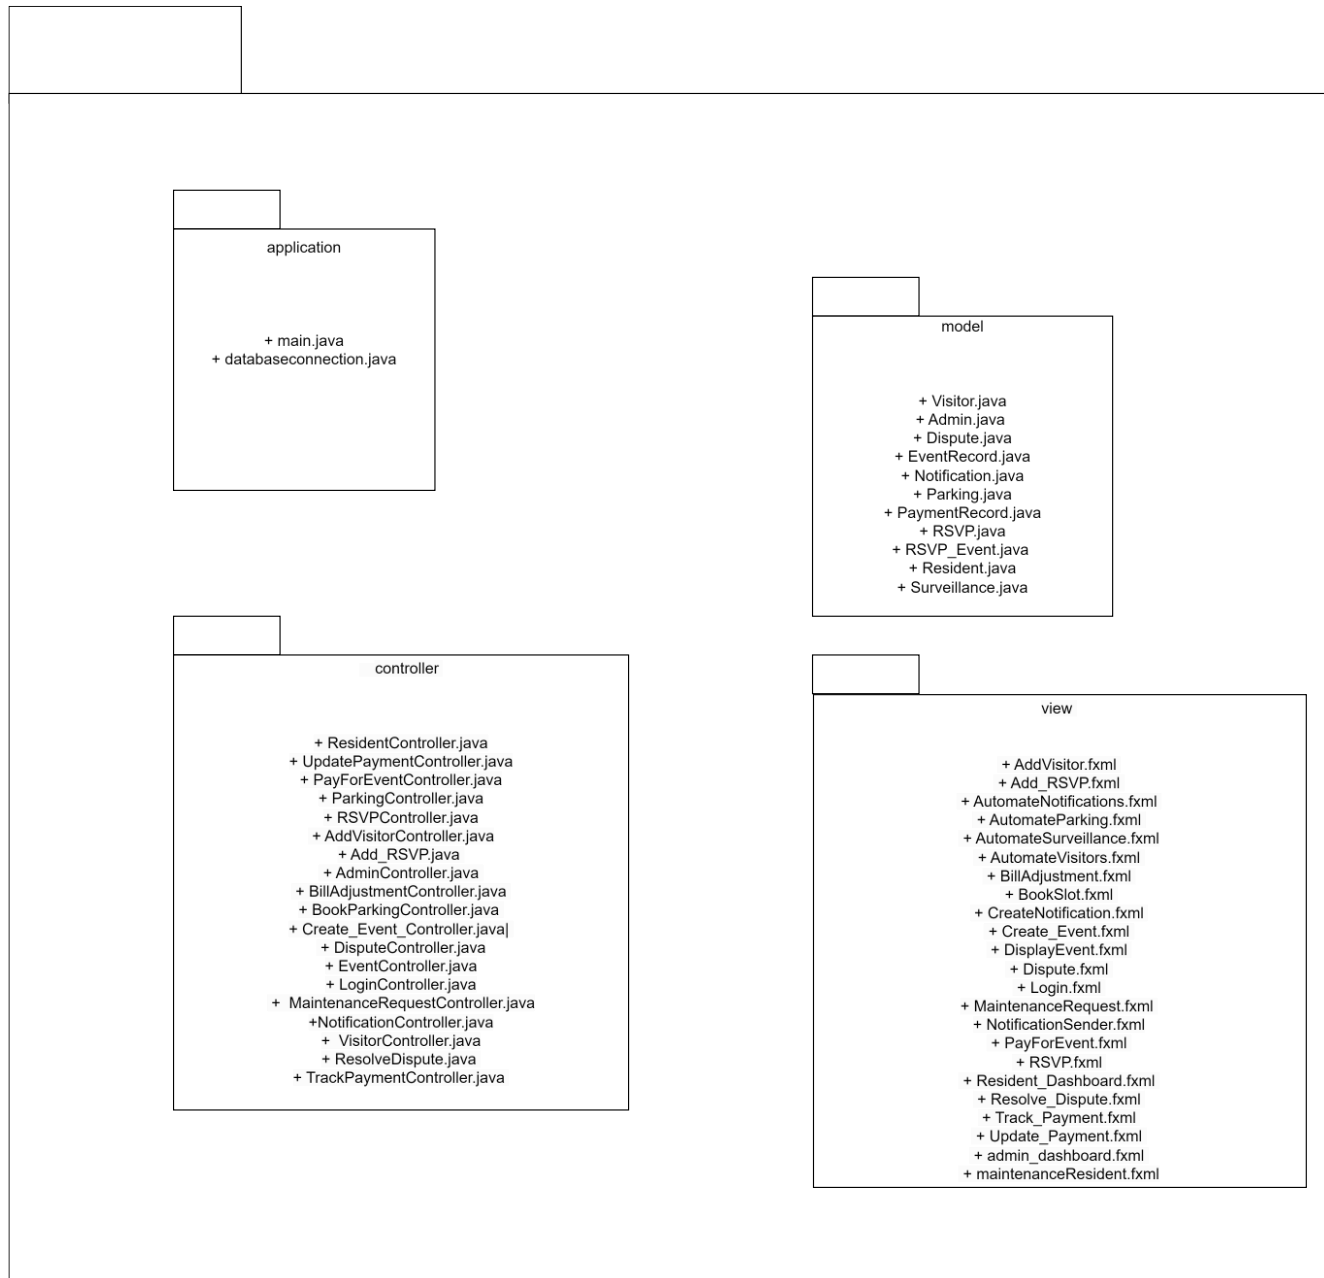 application
+ main.java
+ databaseconnection.java
model
+ Visitor.java
+ Admin.java
+ Dispute.java
+ EventRecord.java
+ Notification.java
+ Parking.java
+ PaymentRecord.java
+ RSVP.java
+ RSVP_Event.java
+ Resident.java
+ Surveillance.java
controller
+ ResidentController.java
+ UpdatePaymentController.java
+ PayForEventController.java
+ ParkingController.java
+ RSVPController.java
+ AddVisitorController.java
+ Add_RSVP.java
+ AdminController.java
+ BillAdjustmentController.java
+ BookParkingController.java
+ Create_Event_Controller.java|
+ DisputeController.java
+ EventController.java
+ LoginController.java
+  MaintenanceRequestController.java
+NotificationController.java
+  VisitorController.java
+ ResolveDispute.java
+ TrackPaymentController.java
view
+ AddVisitor.fxml
+ Add_RSVP.fxml
+ AutomateNotifications.fxml
+ AutomateParking.fxml
+ AutomateSurveillance.fxml
+ AutomateVisitors.fxml
+ BillAdjustment.fxml
+ BookSlot.fxml
+ CreateNotification.fxml
+ Create_Event.fxml
+ DisplayEvent.fxml
+ Dispute.fxml
+ Login.fxml
+ MaintenanceRequest.fxml
+ NotificationSender.fxml
+ PayForEvent.fxml
+ RSVP.fxml
+ Resident_Dashboard.fxml
+ Resolve_Dispute.fxml
+ Track_Payment.fxml
+ Update_Payment.fxml
+ admin_dashboard.fxml
+ maintenanceResident.fxml